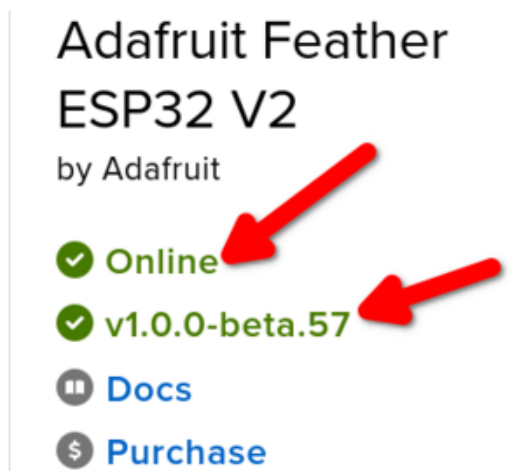 Adafruit Feather
ESP32 V2
by Adafruit
Online
v1.0.0-beta.57
Docs
$ Purchase